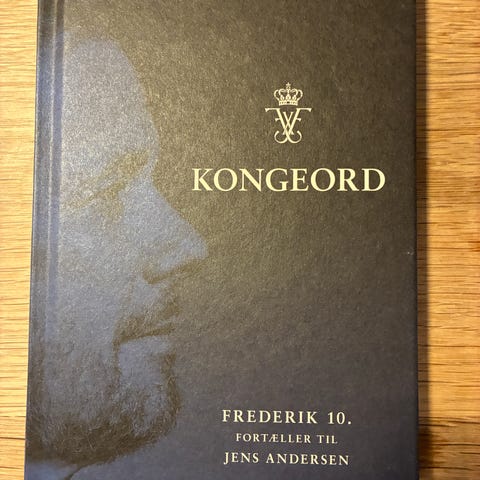 KONGEORD
FREDERIK 10.
FORTÆLLER TIL
JENS ANDERSEN